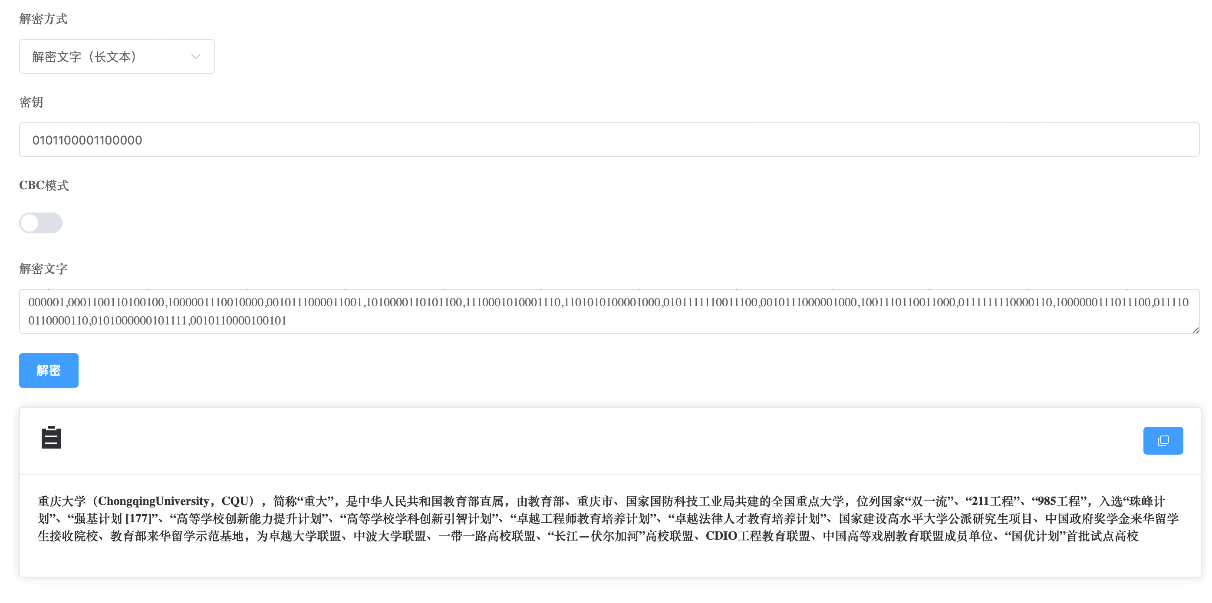 解密方式
解密文字（长文本）
密钥
0101100001100000
CBC模式
解密文字
000001,0001100110100100,1000001110010000,0010111000011001,1010000110101100,1110001010001110,1101010100001000,0101111110011100,0010111000001000,1001110110011000,0111111110000110,1000000111011100,011110
0110000110,0101000000101111,0010110000100101
解密
重庆大学（ChongqingUniversity，CQU），简称“重大”，是中华人民共和国教育部直属，由教育部、重庆市、国家国防科技工业局共建的全国重点大学，位列国家“双一流”、“211工程”、“985工程”，入选“珠峰计
划”、“强基计划 [177]”、“高等学校创新能力提升计划”、“高等学校学科创新引智计划”、“卓越工程师教育培养计划”、“卓越法律人才教育培养计划”、国家建设高水平大学公派研究生项目、中国政府奖学金来华留学
生接收院校、教育部来华留学示范基地，为卓越大学联盟、中波大学联盟、一带一路高校联盟、“长江—伏尔加河”高校联盟、CDIO工程教育联盟、中国高等戏剧教育联盟成员单位、“国优计划”首批试点高校